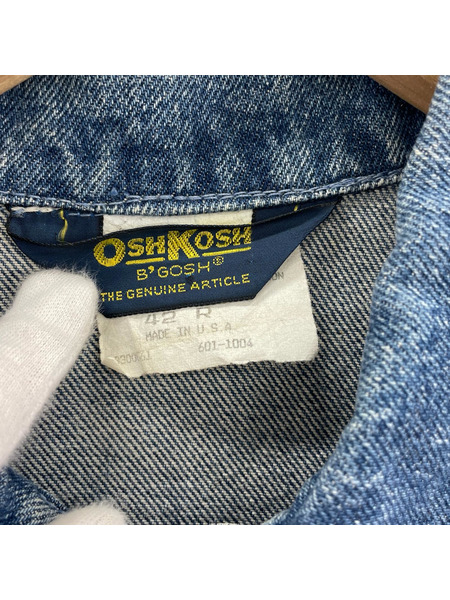 OSHKOSH
B'GOSH®
THE GENUINE ARTICLE
42 R
MADE IN U.S.A
601-1004